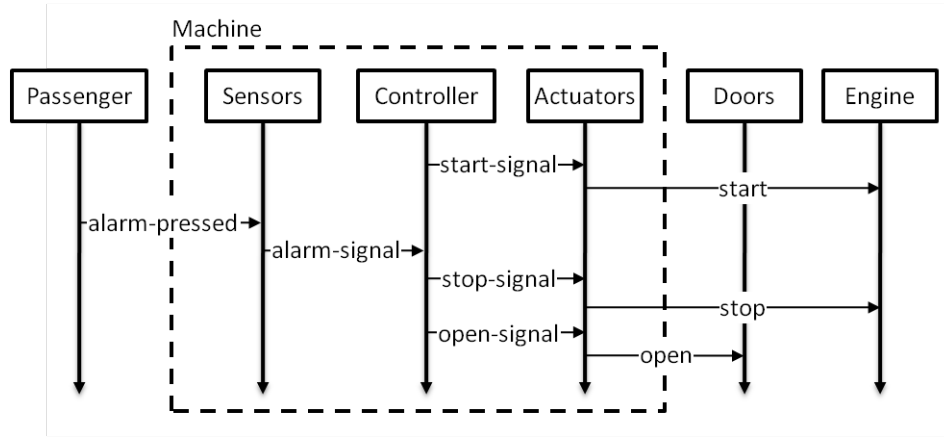 Machine
Passenger
Sensors
Controller
Actuators
Doors
Engine
start-signal
start
alarm-pressed
alarm-signal
stop-signal
stop
open-signal
open